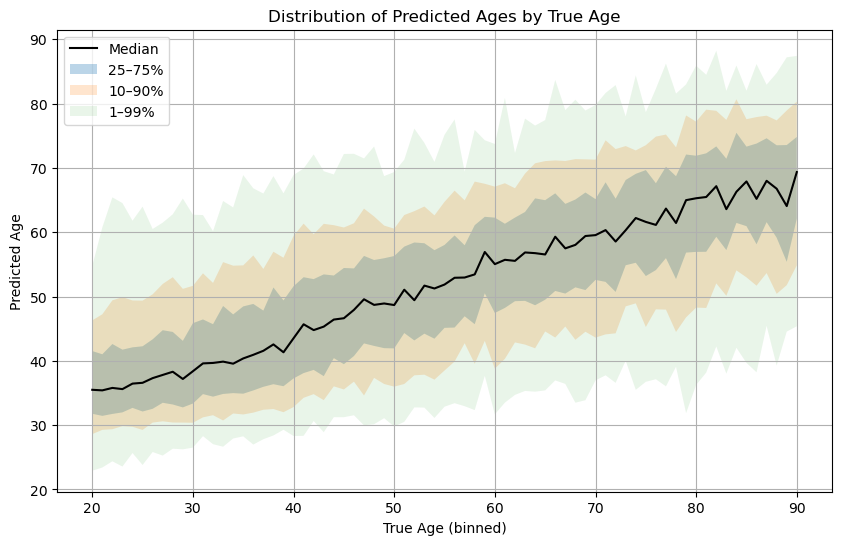 Distribution of Predicted Ages by True Age
Median
25–75%
10–90%
1–99%
Predicted Age
90
80
70
60
50
40
30
20
20 30 40 50 60 70 80 90
True Age (binned)